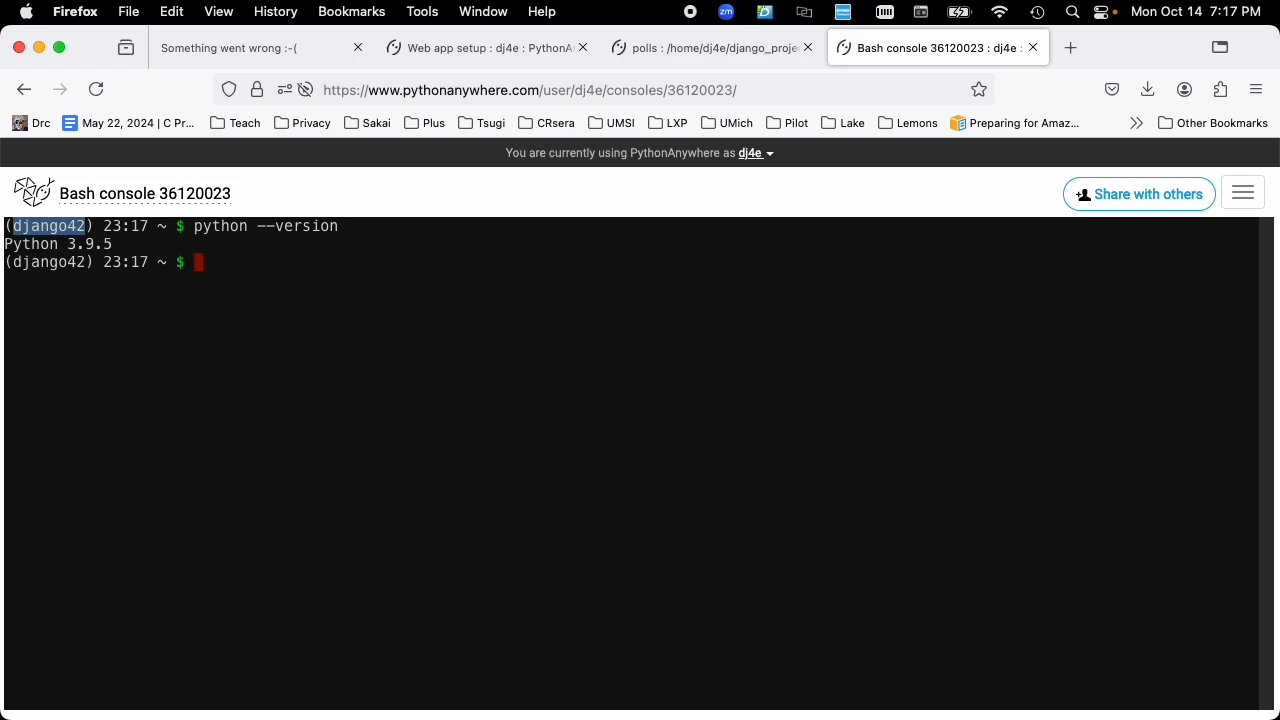 Firefox File Edit View History Bookmarks Tools Window Help zm Mon Oct 14 7:17 PM
Something went wrong :-( Web app setup : dj4e : PythonA polls : /home/dj4e/django_proje Bash console 36120023 : dj4e :
https://www.pythonanywhere.com/user/dj4e/consoles/36120023/
Drc May 22, 2024 | C Pr... Teach Privacy Sakai Plus Tsugi CRsera UMSI LXP UMich Pilot Lake Lemons Preparing for Amaz... Other Bookmarks
You are currently using PythonAnywhere as dj4e
Bash console 36120023 Share with others
(django42) 23:17 ~ $ python --version
Python 3.9.5
(django42) 23:17 ~ $